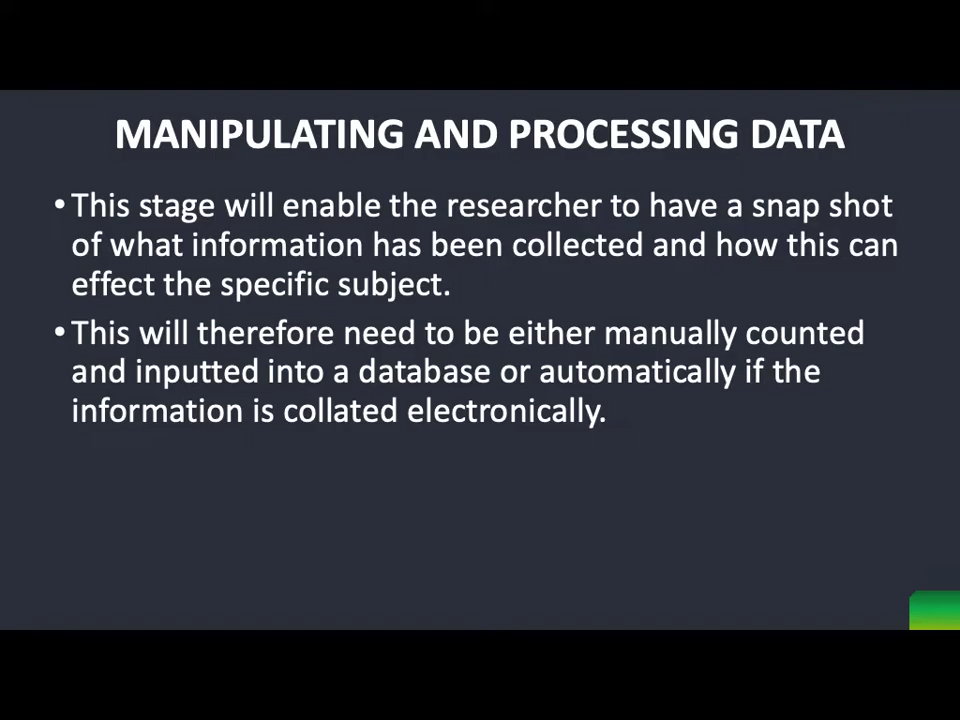 MANIPULATING AND PROCESSING DATA
• This stage will enable the researcher to have a snap shot
of what information has been collected and how this can
effect the specific subject.
• This will therefore need to be either manually counted
and inputted into a database or automatically if the
information is collated electronically.